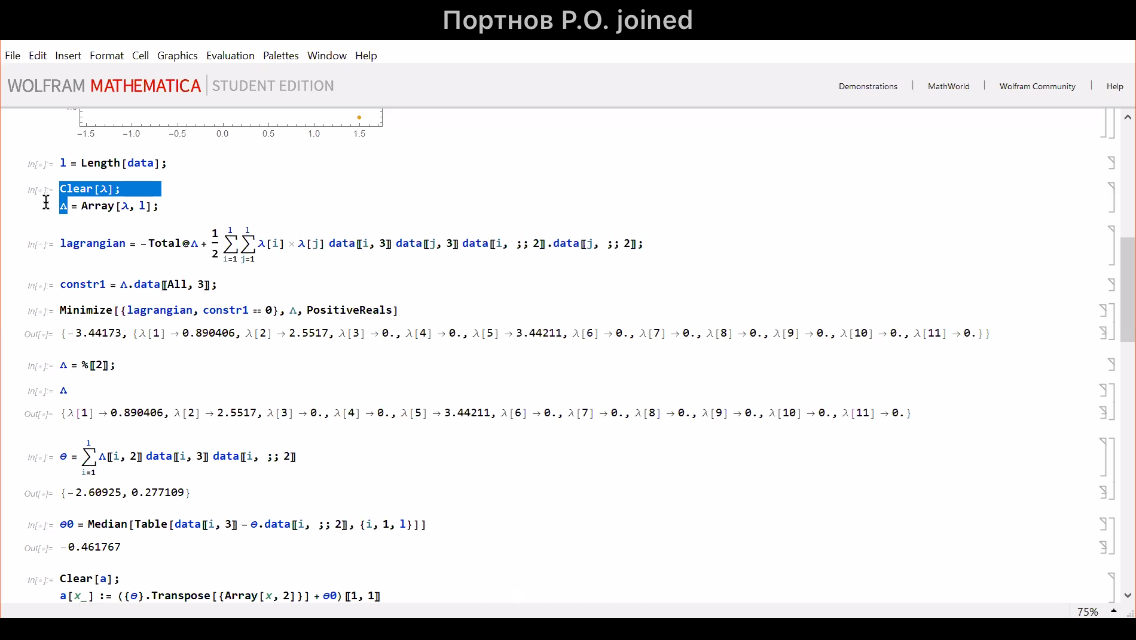 Портнов Р.О. joined
File Edit Insert Format Cell Graphics Evaluation Palettes Window Help
WOLFRAM MATHEMATICA | STUDENT EDITION Demonstrations | MathWorld | Wolfram Community | Help
-1.5 -1.0 -0.5 0.0 0.5 1.0 1.5
In[•]:= l = Length[data];
In[•]:= Clear[λ];
Λ = Array[λ, l];
In[•]:= lagrangian = -Total@Λ + 1/2 ∑i=1^l ∑j=1^l λ[i] × λ[j] data〚i, 3〛 data〚j, 3〛 data〚i, ;; 2〛.data〚j, ;; 2〛;
In[•]:= constr1 = Λ.data〚All, 3〛;
In[•]:= Minimize[{lagrangian, constr1 == 0}, Λ, PositiveReals]
Out[•]= {-3.44173, {λ[1] → 0.890406, λ[2] → 2.5517, λ[3] → 0., λ[4] → 0., λ[5] → 3.44211, λ[6] → 0., λ[7] → 0., λ[8] → 0., λ[9] → 0., λ[10] → 0., λ[11] → 0.}}
In[•]:= Λ = %〚2〛;
In[•]:= Λ
Out[•]= {λ[1] → 0.890406, λ[2] → 2.5517, λ[3] → 0., λ[4] → 0., λ[5] → 3.44211, λ[6] → 0., λ[7] → 0., λ[8] → 0., λ[9] → 0., λ[10] → 0., λ[11] → 0.}
In[•]:= θ = ∑i=1^l Λ〚i, 2〛 data〚i, 3〛 data〚i, ;; 2〛
Out[•]= {-2.60925, 0.277109}
In[•]:= θ0 = Median[Table[data〚i, 3〛 - θ.data〚i, ;; 2〛, {i, 1, l}]]
Out[•]= -0.461767
In[•]:= Clear[a];
a[x_] := ({θ}.Transpose[{Array[x, 2]}] + θ0)〚1, 1〛
75%